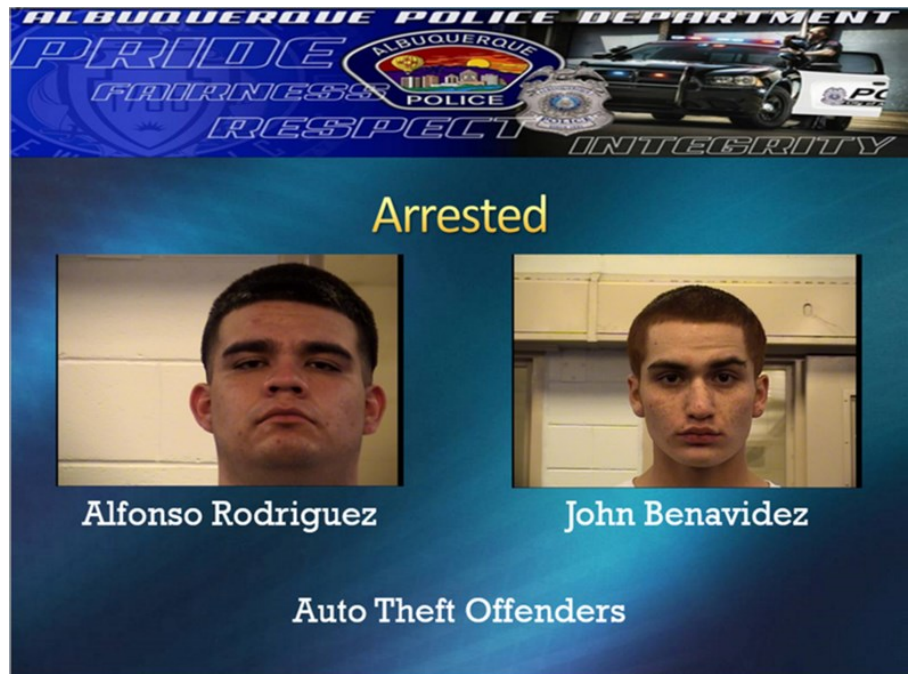 ALBUQUERQUE POLICE DEPARTMENT
PRIDE
FAIRNESS
RESPECT
INTEGRITY
ALBUQUERQUE
POLICE
Arrested
Alfonso Rodriguez
John Benavidez
Auto Theft Offenders